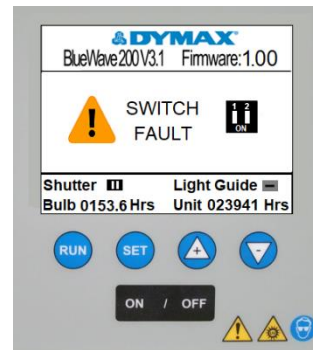 DYMAX
BlueWave 200 V3.1 Firmware:1.00
SWITCH
FAULT
1 2
ON
Shutter Light Guide
Bulb 0153.6 Hrs Unit 023941 Hrs
RUN SET + -
ON / OFF